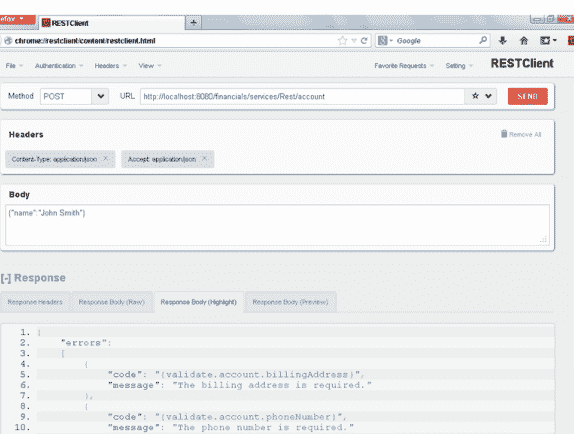 efox
RESTClient
+
chrome://restclient/content/restclient.html
Google
File Authentication Headers View Favorite Requests Setting RESTClient
Method POST URL http://localhost:8080/financials/services/Rest/account SEND
Headers Remove All
Content-Type: application/json × Accept: application/json ×
Body
{"name":"John Smith"}
[-] Response
Response Headers Response Body (Raw) Response Body (Highlight) Response Body (Preview)
1. {
2. "errors":
3. [
4. {
5. "code": "{validate.account.billingAddress}",
6. "message": "The billing address is required."
7. },
8. {
9. "code": "{validate.account.phoneNumber}",
10. "message": "The phone number is required."